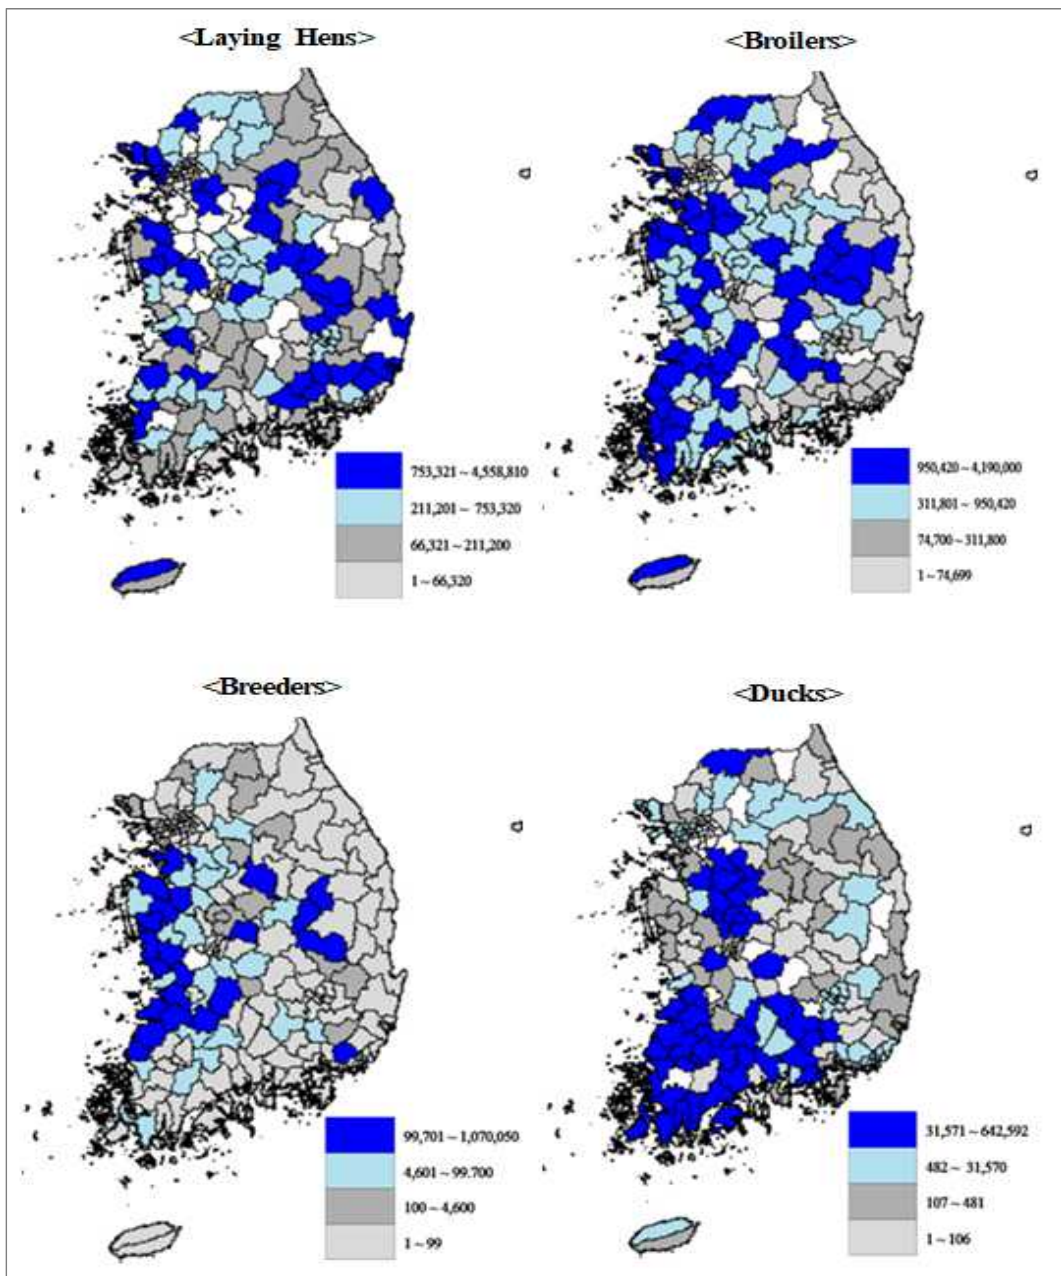 <Laying Hens>
753,321 ~ 4,558,810
211,201 ~ 753,320
66,321 ~ 211,200
1 ~ 66,320
<Broilers>
950,420 ~ 4,190,000
311,801 ~ 950,420
74,700 ~ 311,800
1 ~ 74,699
<Breeders>
99,701 ~ 1,070,050
4,601 ~ 99.700
100 ~ 4,600
1 ~ 99
<Ducks>
31,571 ~ 642,592
482 ~ 31,570
107 ~ 481
1 ~ 106